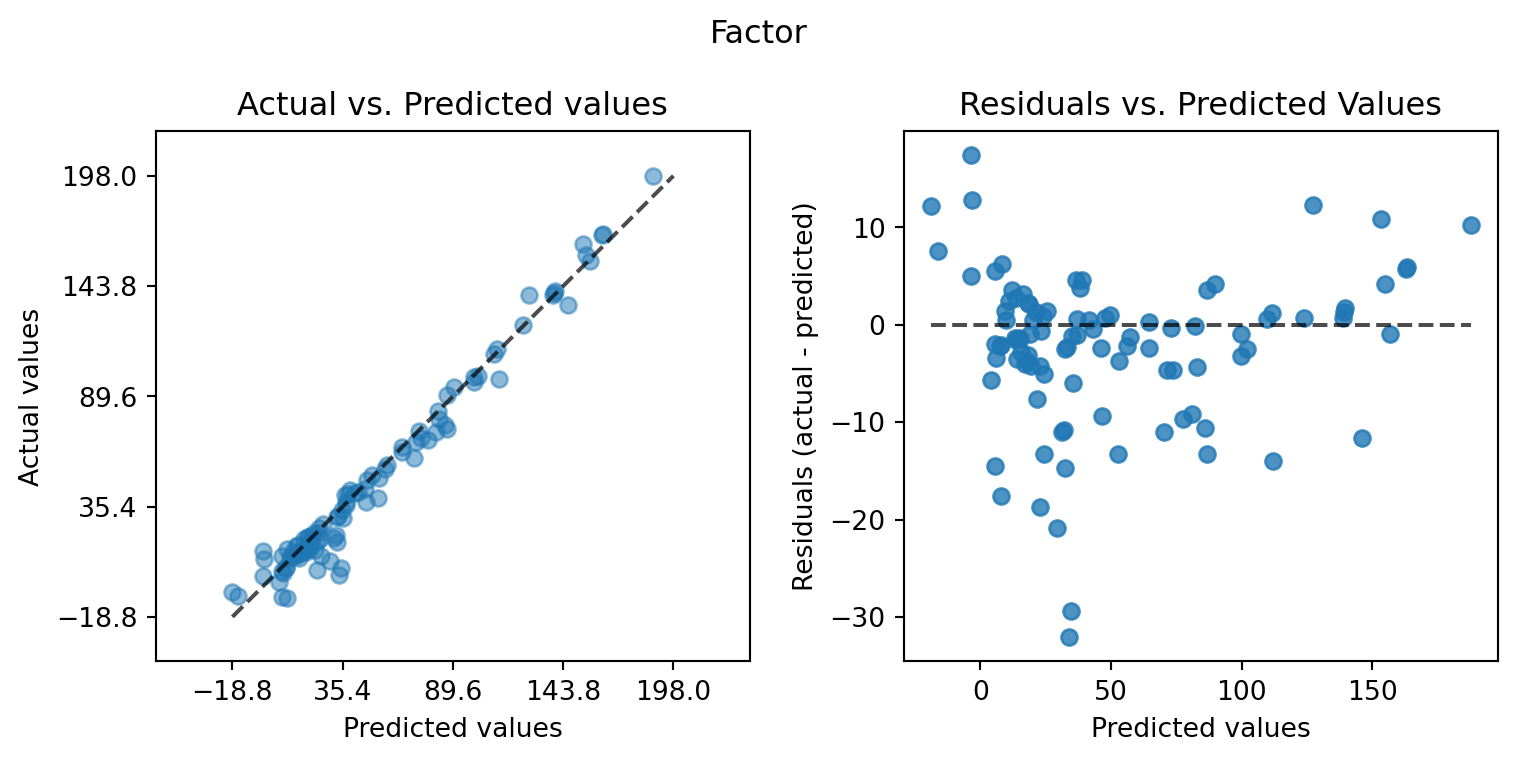 Factor
Actual vs. Predicted values
Actual values
198.0
143.8
89.6
35.4
−18.8
−18.8 35.4 89.6 143.8 198.0
Predicted values
Residuals vs. Predicted Values
Residuals (actual - predicted)
10
0
−10
−20
−30
0 50 100 150
Predicted values